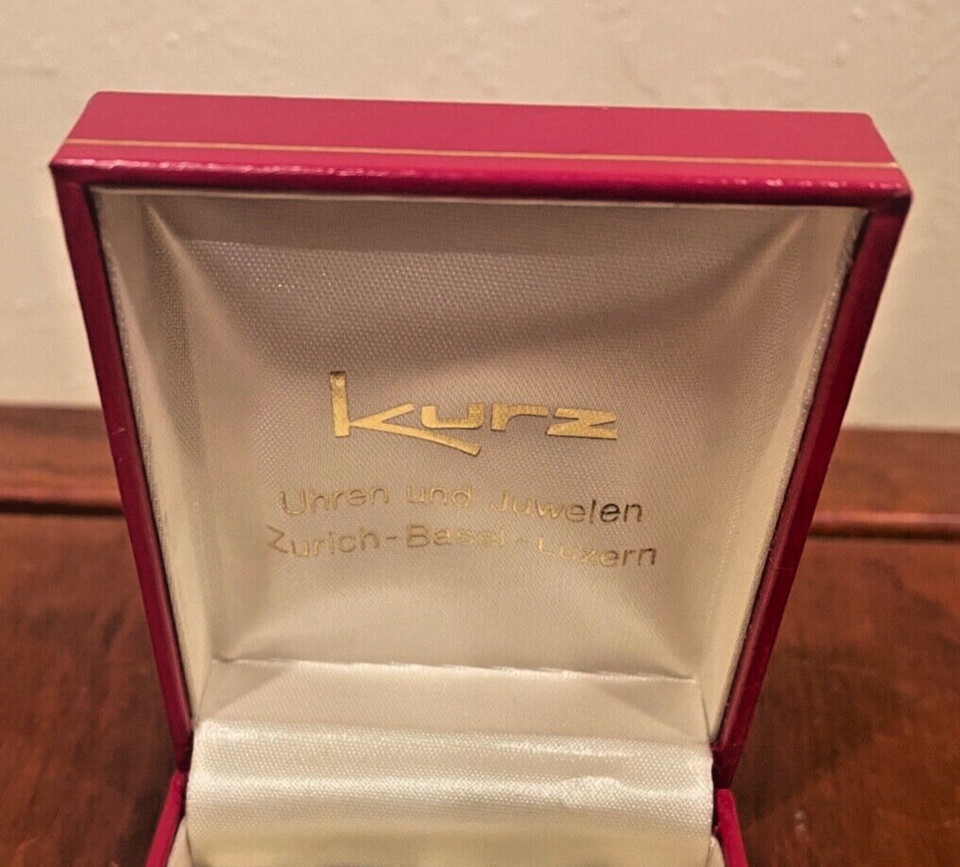 Kurz
Uhren und Juwelen
Zurich-Basel-Luzern